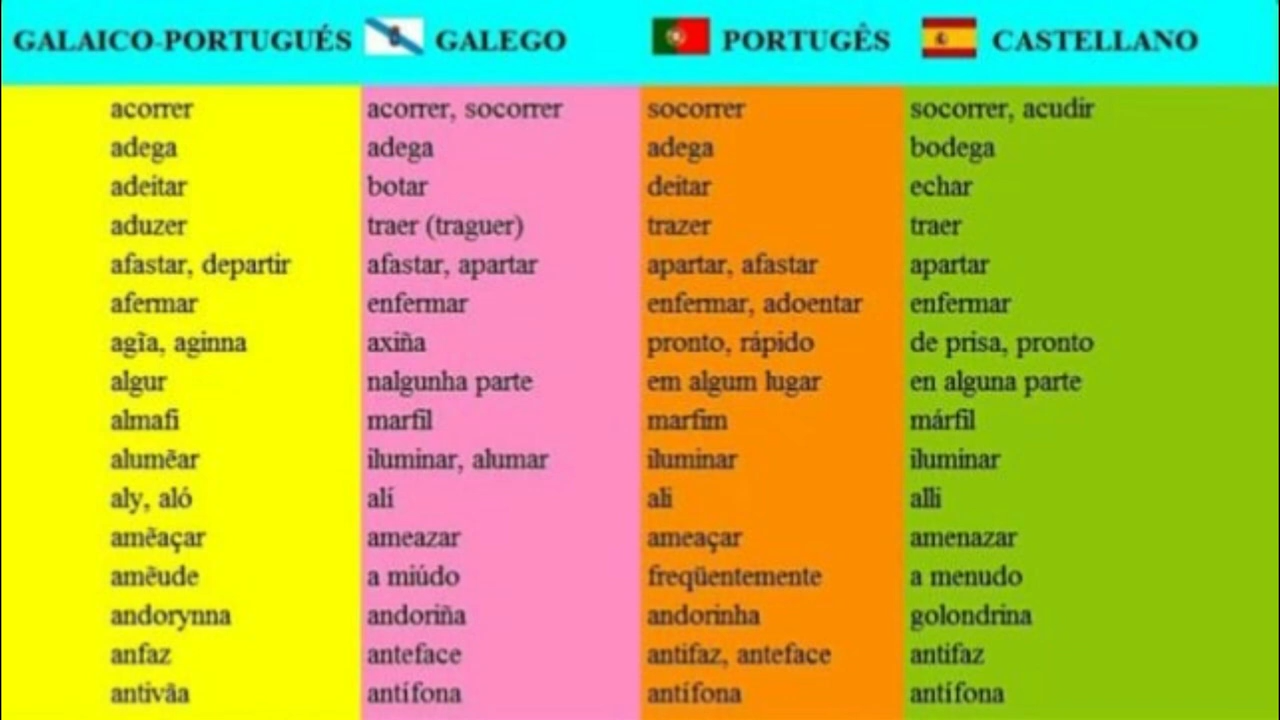 GALAICO-PORTUGUÉS GALEGO PORTUGÊS CASTELLANO
acorrer acorrer, socorrer socorrer socorrer, acudir
adega adega adega bodega
adeitar botar deitar echar
aduzer traer (traguer) trazer traer
afastar, departir afastar, apartar apartar, afastar apartar
afermar enfermar enfermar, adoentar enfermar
agĩa, aginna axiña pronto, rápido de prisa, pronto
algur nalgunha parte em algum lugar en alguna parte
almafi marfil marfim márfil
alumẽar iluminar, alumar iluminar iluminar
aly, aló alí ali alli
amẽaçar ameazar ameaçar amenazar
amẽude a miúdo freqüentemente a menudo
andorynna andoriña andorinha golondrina
anfaz anteface antifaz, anteface antifaz
antivãa antífona antífona antífona